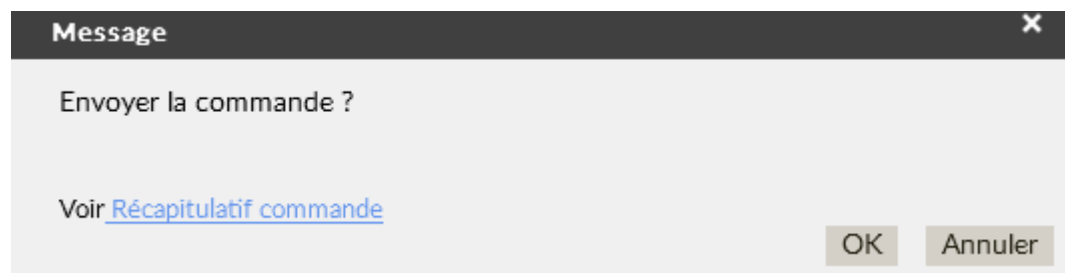 Message
Envoyer la commande ?
Voir Récapitulatif commande
OK Annuler